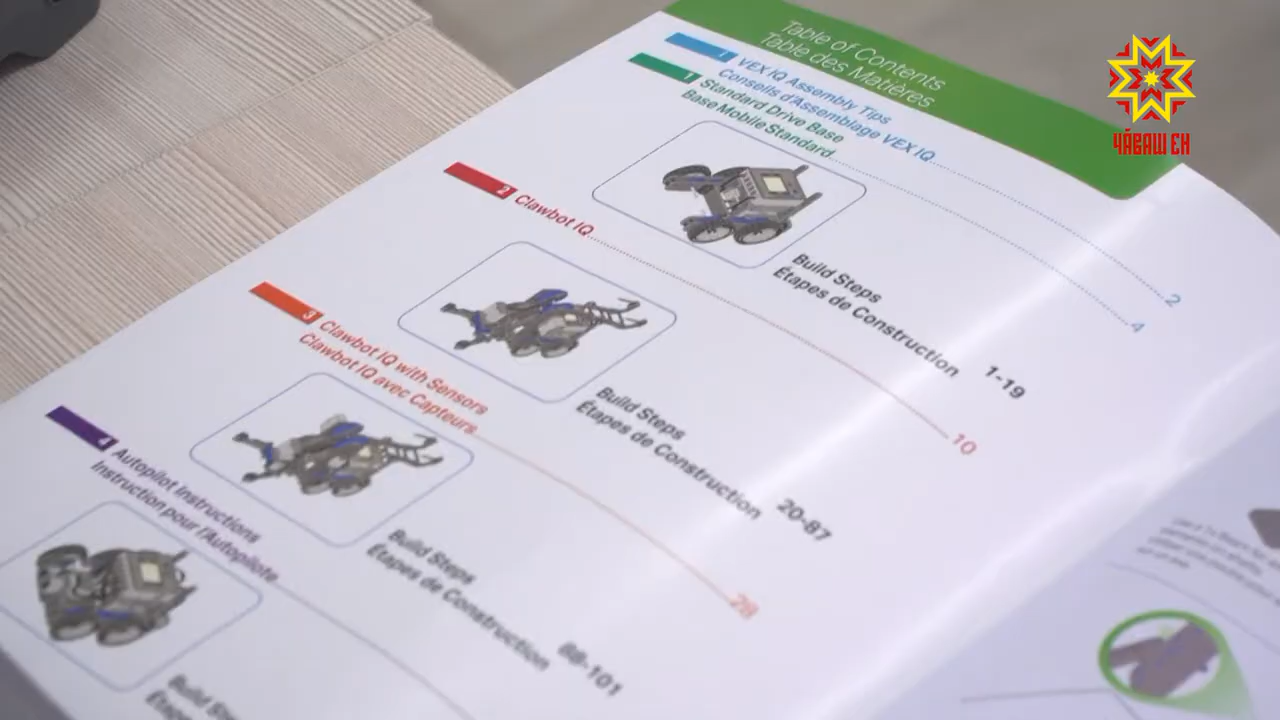 Table of Contents
Table des Matières
1 VEX IQ Assembly Tips
Conseils d'Assemblage VEX IQ
2
1 Standard Drive Base
Base Mobile Standard
4
Build Steps
Étapes de Construction
1-19
2 Clawbot IQ
10
Build Steps
Étapes de Construction
20-87
3 Clawbot IQ with Sensors
Clawbot IQ avec Capteurs
28
Build Steps
Étapes de Construction
88-101
4 Autopilot Instructions
Instruction pour l'Autopilote
Build
ЧӐВАШ ЕН